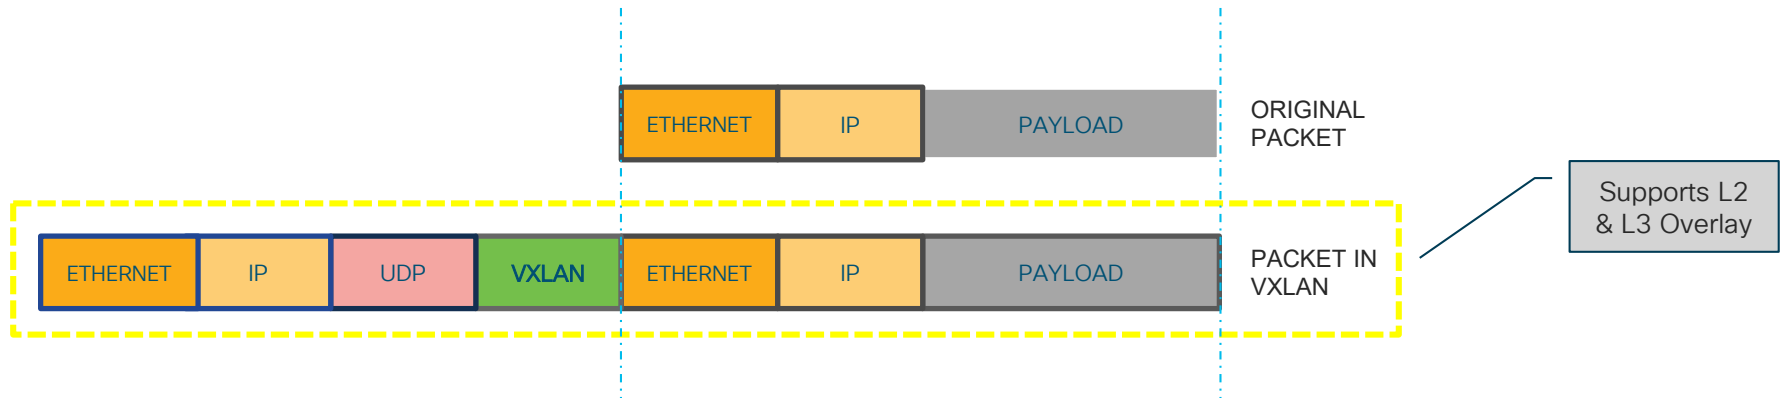 ETHERNET IP PAYLOAD
ORIGINAL
PACKET
Supports L2
& L3 Overlay
ETHERNET IP UDP VXLAN ETHERNET IP PAYLOAD
PACKET IN
VXLAN